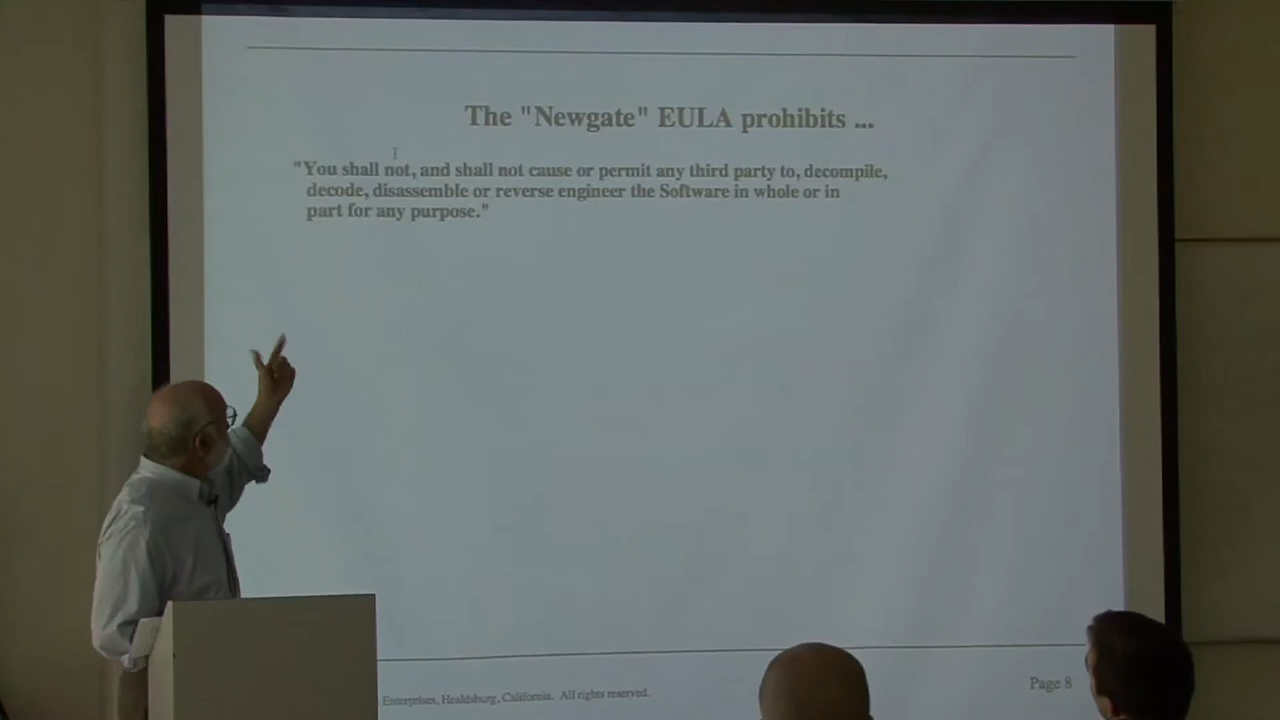 The "Newgate" EULA prohibits ...
"You shall not, and shall not cause or permit any third party to, decompile,
decode, disassemble or reverse engineer the Software in whole or in
part for any purpose."
Enterprises, Healdsburg, California. All rights reserved.
Page 8